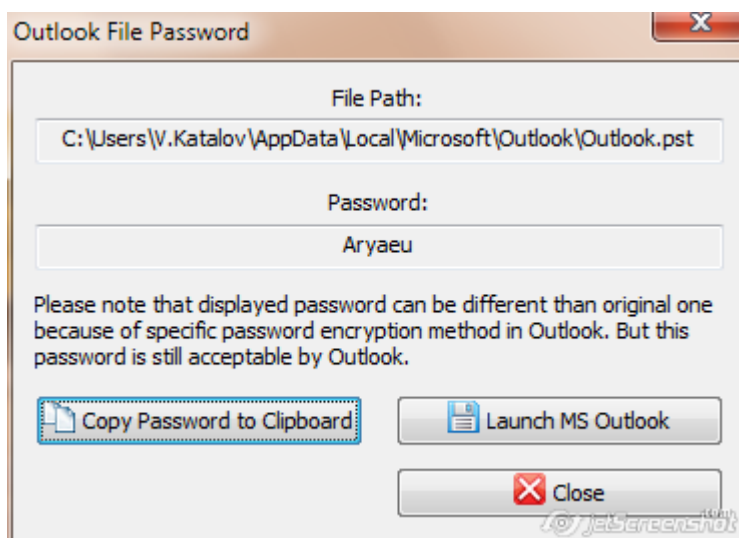 Outlook File Password
File Path:
C:\Users\V.Katalov\AppData\Local\Microsoft\Outlook\Outlook.pst
Password:
Aryaeu
Please note that displayed password can be different than original one
because of specific password encryption method in Outlook. But this
password is still acceptable by Outlook.
Copy Password to Clipboard
Launch MS Outlook
Close
.com
jetScreenshot